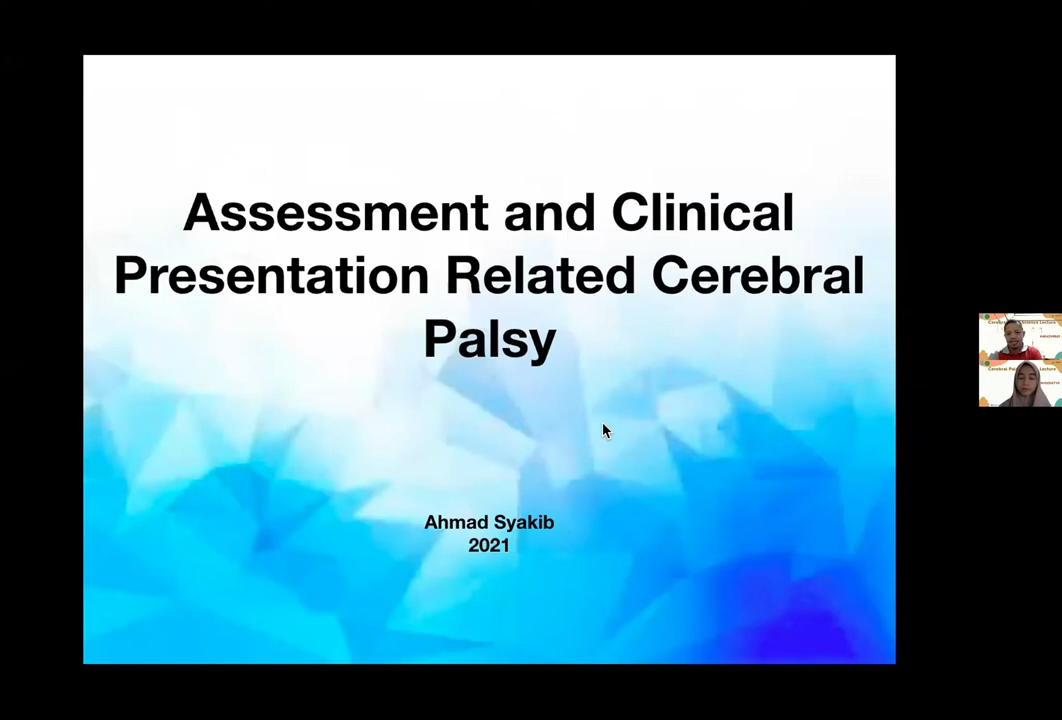 Assessment and Clinical
Presentation Related Cerebral
Palsy
Ahmad Syakib
2021